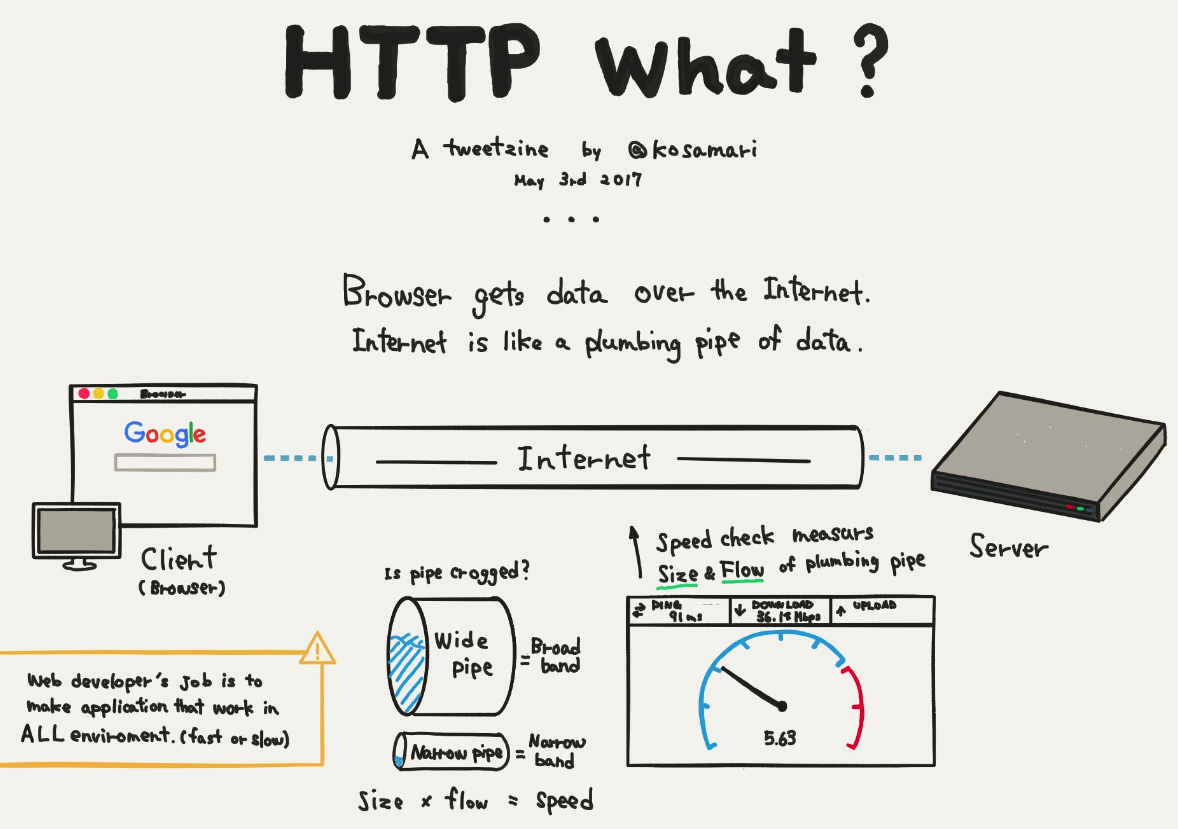 HTTP What ?
A tweetzine by @kosamari
May 3rd 2017
...
Browser gets data over the Internet.
Internet is like a plumbing pipe of data.
Browser
Google
Internet
Client
(Browser)
Server
Speed check measurs
Size & Flow of plumbing pipe
Is pipe crogged?
Wide
pipe
= Broad
band
Narrow pipe
= Narrow
band
Size x flow = speed
PING
91 ms
DOWNLOAD
36.18 Mbps
UPLOAD
5.63
Web developer's job is to
make application that work in
ALL enviroment. (fast or slow)